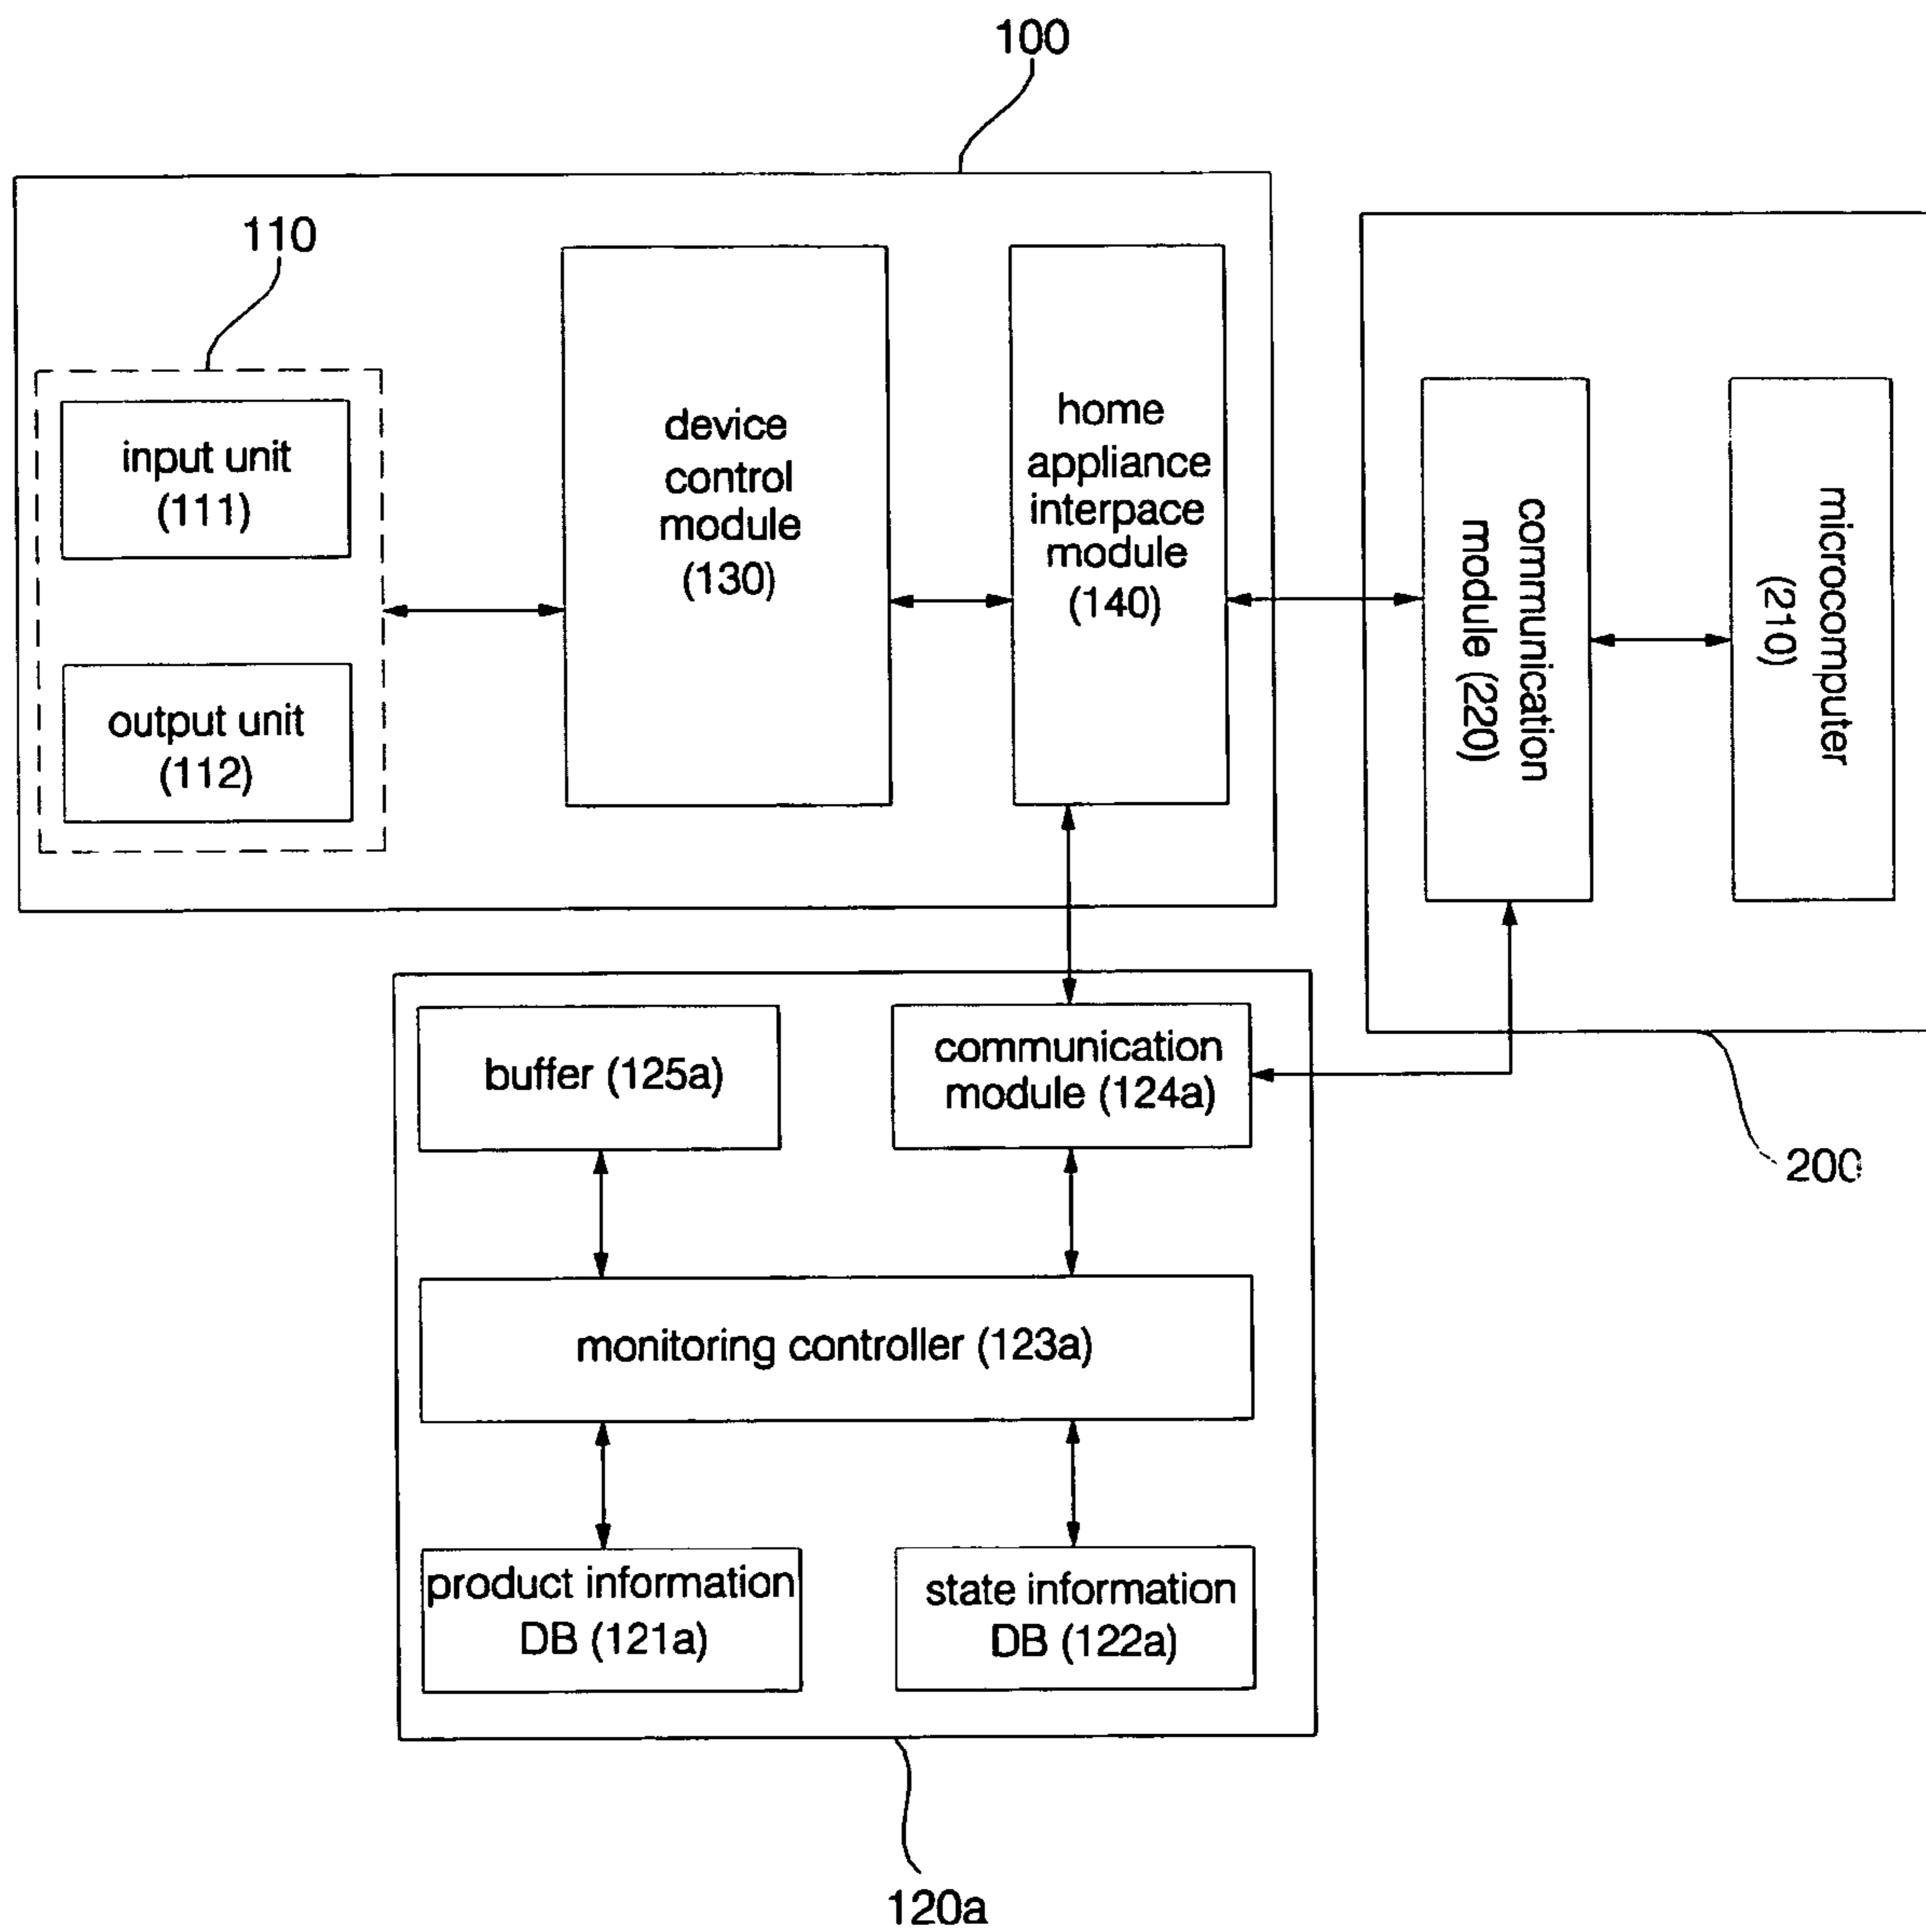 100
110
input unit
(111)
output unit
(112)
device
control
module
(130)
home
appliance
interpace
module
(140)
communication
module (220)
microcomputer
(210)
200
buffer (125a)
communication
module (124a)
monitoring controller (123a)
product information
DB (121a)
state information
DB (122a)
120a